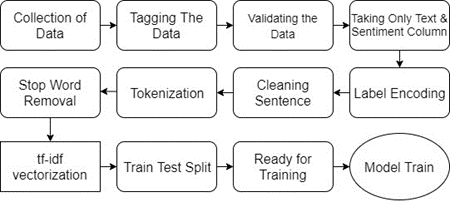 Collection of
Data
Tagging The
Data
Validating the
Data
Taking Only Text &
Sentiment Column
Label Encoding
Cleaning
Sentence
Tokenization
Stop Word
Removal
tf-idf
vectorization
Train Test Split
Ready for
Training
Model Train